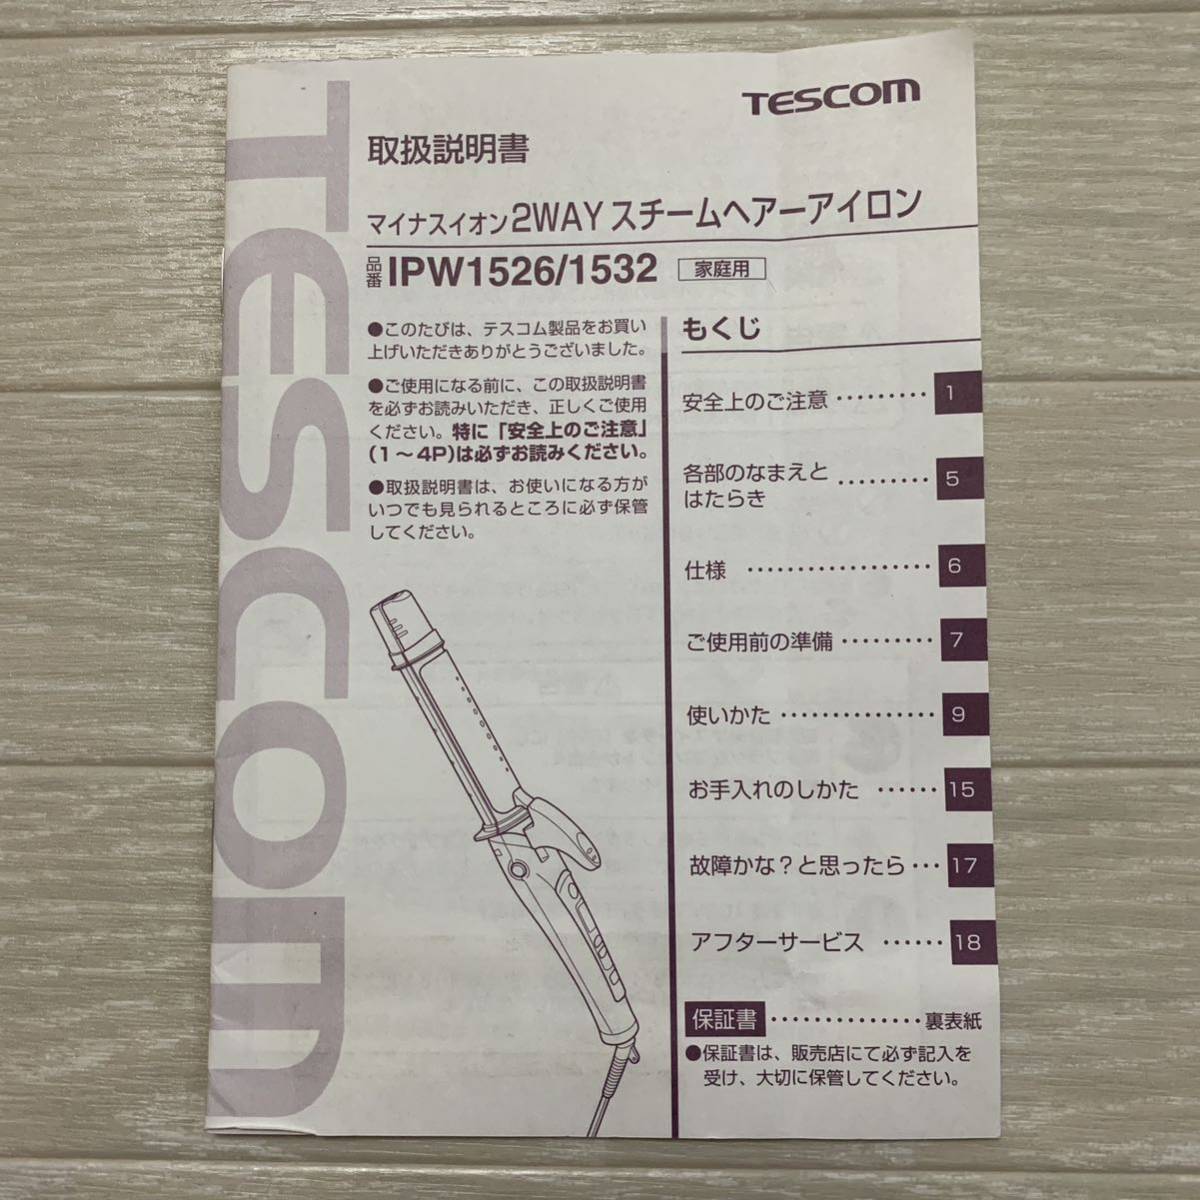 TESCOM
TESCOM
取扱説明書
マイナスイオン2WAY スチームヘアーアイロン
品番 IPW1526/1532 家庭用
●このたびは、テスコム製品をお買い
上げいただきありがとうございました。
●ご使用になる前に、この取扱説明書
を必ずお読みいただき、正しくご使用
ください。特に「安全上のご注意」
(1〜4P)は必ずお読みください。
●取扱説明書は、お使いになる方が
いつでも見られるところに必ず保管
してください。
もくじ
安全上のご注意 ········· 1
各部のなまえと
はたらき ········· 5
仕様 ·················· 6
ご使用前の準備 ········· 7
使いかた ··············· 9
お手入れのしかた ······ 15
故障かな？と思ったら ··· 17
アフターサービス ······ 18
保証書 ··············· 裏表紙
●保証書は、販売店にて必ず記入を
受け、大切に保管してください。